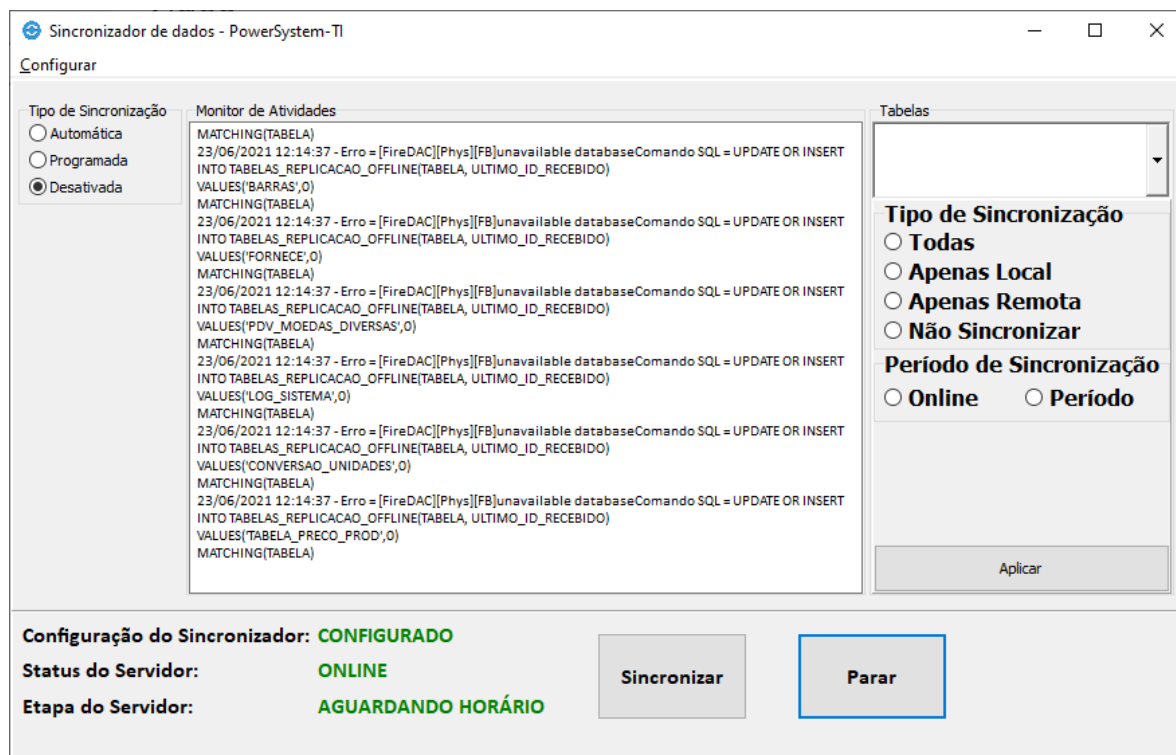 Sincronizador de dados - PowerSystem-TI
Configurar
Tipo de Sincronização
Automática
Programada
Desativada
Monitor de Atividades
MATCHING(TABELA)
23/06/2021 12:14:37 - Erro = [FireDAC][Phys][FB]unavailable databaseComando SQL = UPDATE OR INSERT
INTO TABELAS_REPLICACAO_OFFLINE(TABELA, ULTIMO_ID_RECEBIDO)
VALUES('BARRAS',0)
MATCHING(TABELA)
23/06/2021 12:14:37 - Erro = [FireDAC][Phys][FB]unavailable databaseComando SQL = UPDATE OR INSERT
INTO TABELAS_REPLICACAO_OFFLINE(TABELA, ULTIMO_ID_RECEBIDO)
VALUES('FORNECE',0)
MATCHING(TABELA)
23/06/2021 12:14:37 - Erro = [FireDAC][Phys][FB]unavailable databaseComando SQL = UPDATE OR INSERT
INTO TABELAS_REPLICACAO_OFFLINE(TABELA, ULTIMO_ID_RECEBIDO)
VALUES('PDV_MOEDAS_DIVERSAS',0)
MATCHING(TABELA)
23/06/2021 12:14:37 - Erro = [FireDAC][Phys][FB]unavailable databaseComando SQL = UPDATE OR INSERT
INTO TABELAS_REPLICACAO_OFFLINE(TABELA, ULTIMO_ID_RECEBIDO)
VALUES('LOG_SISTEMA',0)
MATCHING(TABELA)
23/06/2021 12:14:37 - Erro = [FireDAC][Phys][FB]unavailable databaseComando SQL = UPDATE OR INSERT
INTO TABELAS_REPLICACAO_OFFLINE(TABELA, ULTIMO_ID_RECEBIDO)
VALUES('CONVERSAO_UNIDADES',0)
MATCHING(TABELA)
23/06/2021 12:14:37 - Erro = [FireDAC][Phys][FB]unavailable databaseComando SQL = UPDATE OR INSERT
INTO TABELAS_REPLICACAO_OFFLINE(TABELA, ULTIMO_ID_RECEBIDO)
VALUES('TABELA_PRECO_PROD',0)
MATCHING(TABELA)
Tabelas
Tipo de Sincronização
Todas
Apenas Local
Apenas Remota
Não Sincronizar
Período de Sincronização
Online Período
Aplicar
Configuração do Sincronizador: CONFIGURADO
Status do Servidor: ONLINE
Etapa do Servidor: AGUARDANDO HORÁRIO
Sincronizar
Parar